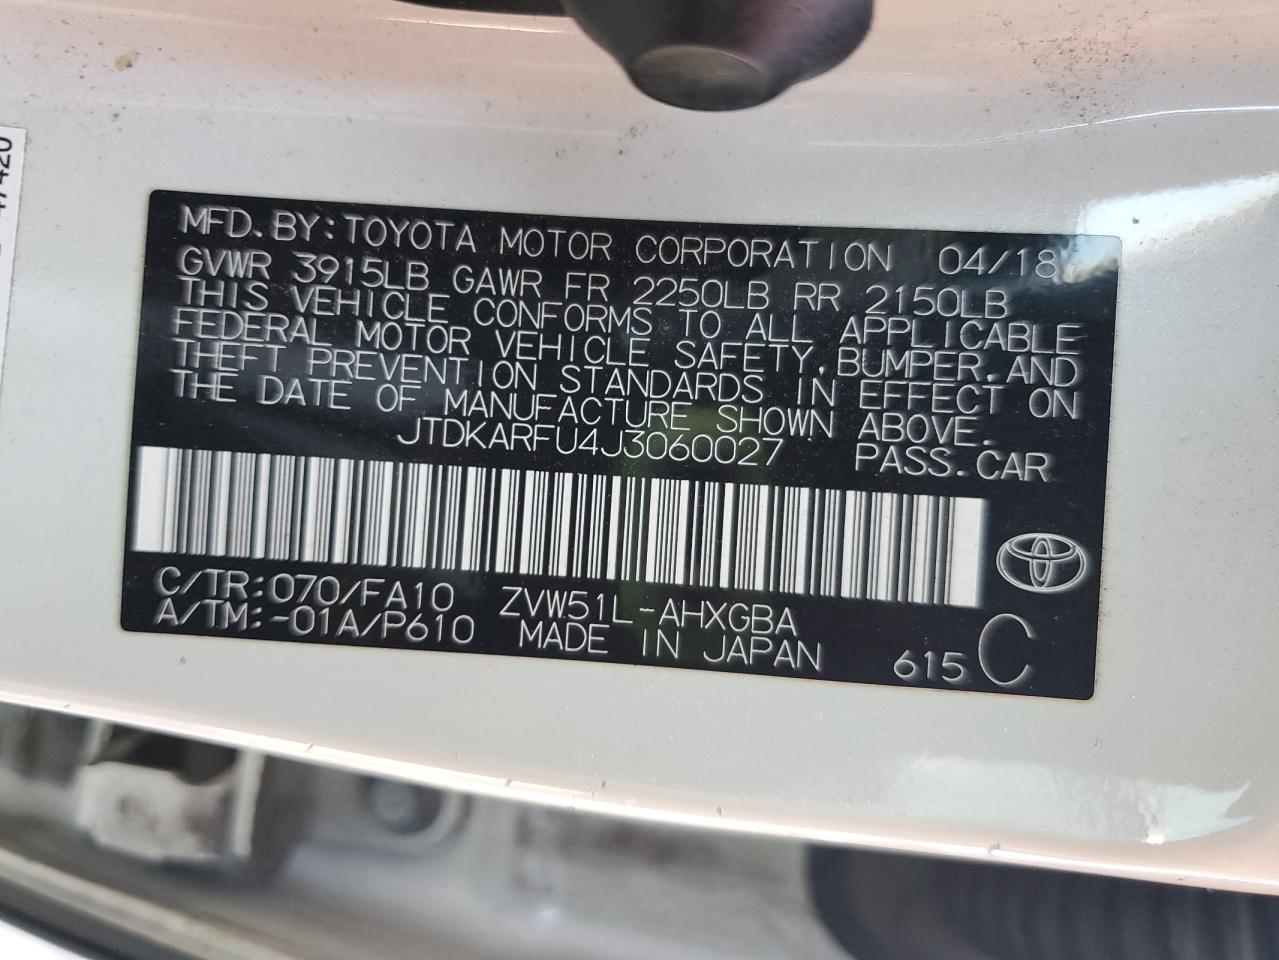 47420
MFD. BY: TOYOTA MOTOR CORPORATION 04/18
GVWR 3915LB GAWR FR 2250LB RR 2150LB
THIS VEHICLE CONFORMS TO ALL APPLICABLE
FEDERAL MOTOR VEHICLE SAFETY, BUMPER, AND
THEFT PREVENTION STANDARDS IN EFFECT ON
THE DATE OF MANUFACTURE SHOWN ABOVE.
JTDKARFU4J3060027 PASS. CAR
C/TR: 070/FA10 ZVW51L-AHXGBA
A/TM: -01A/P610 MADE IN JAPAN 615 C